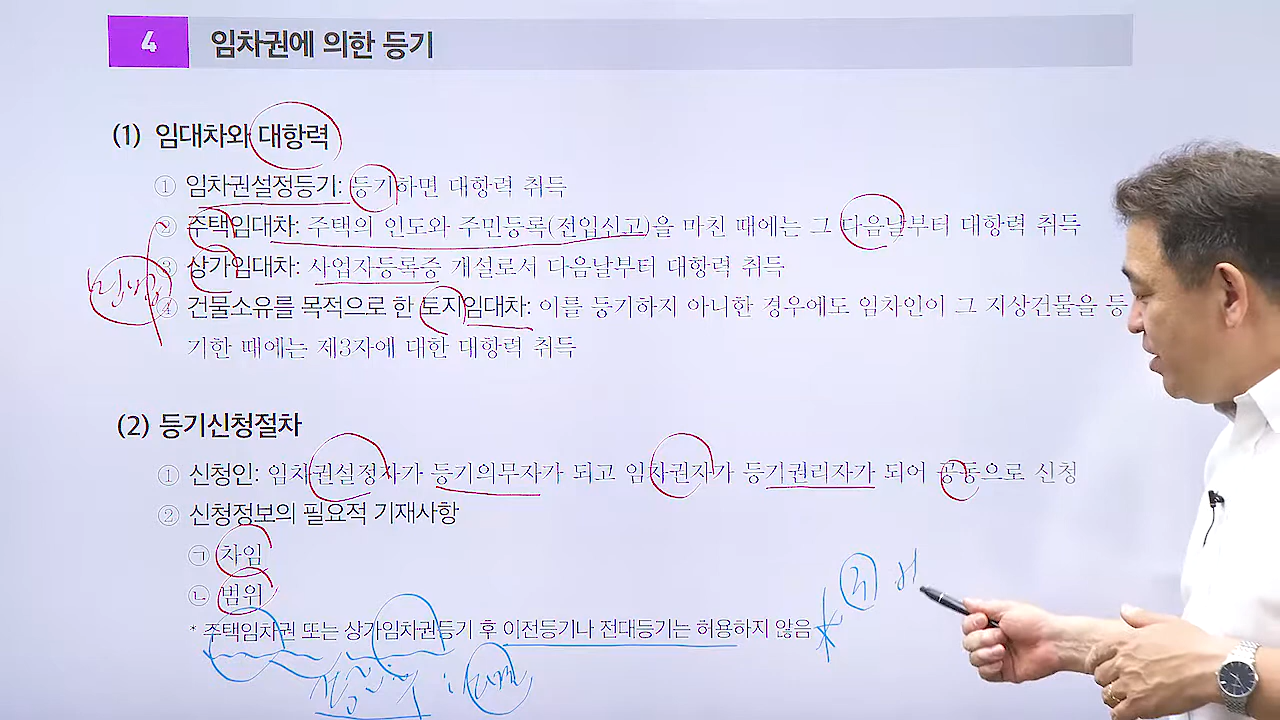 4 임차권에 의한 등기
(1) 임대차와 대항력
① 임차권설정등기: 등기하면 대항력 취득
② 주택임대차: 주택의 인도와 주민등록(전입신고)을 마친 때에는 그 다음날부터 대항력 취득
③ 상가임대차: 사업자등록증 개설로서 다음날부터 대항력 취득
④ 건물소유를 목적으로 한 토지임대차: 이를 등기하지 아니한 경우에도 임차인이 그 지상건물을 등
기한 때에는 제3자에 대한 대항력 취득
(2) 등기신청절차
① 신청인: 임차권설정자가 등기의무자가 되고 임차권자가 등기권리자가 되어 공동으로 신청
② 신청정보의 필요적 기재사항
㉠ 차임
㉡ 범위
* 주택임차권 또는 상가임차권등기 후 이전등기나 전대등기는 허용하지 않음